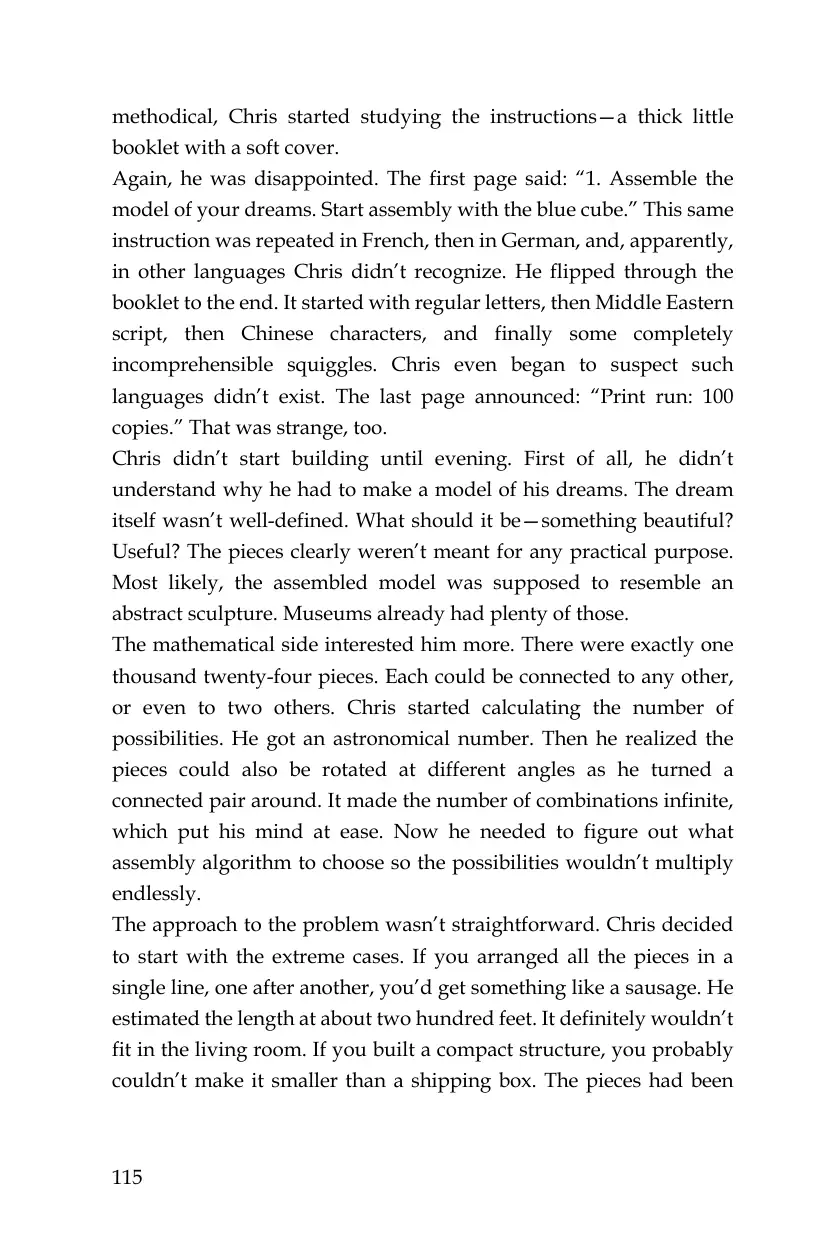 methodical, Chris started studying the instructions—a thick little
booklet with a soft cover.
Again, he was disappointed. The first page said: “1. Assemble the
model of your dreams. Start assembly with the blue cube.” This same
instruction was repeated in French, then in German, and, apparently,
in other languages Chris didn’t recognize. He flipped through the
booklet to the end. It started with regular letters, then Middle Eastern
script, then Chinese characters, and finally some completely
incomprehensible squiggles. Chris even began to suspect such
languages didn’t exist. The last page announced: “Print run: 100
copies.” That was strange, too.
Chris didn’t start building until evening. First of all, he didn’t
understand why he had to make a model of his dreams. The dream
itself wasn’t well-defined. What should it be—something beautiful?
Useful? The pieces clearly weren’t meant for any practical purpose.
Most likely, the assembled model was supposed to resemble an
abstract sculpture. Museums already had plenty of those.
The mathematical side interested him more. There were exactly one
thousand twenty-four pieces. Each could be connected to any other,
or even to two others. Chris started calculating the number of
possibilities. He got an astronomical number. Then he realized the
pieces could also be rotated at different angles as he turned a
connected pair around. It made the number of combinations infinite,
which put his mind at ease. Now he needed to figure out what
assembly algorithm to choose so the possibilities wouldn’t multiply
endlessly.
The approach to the problem wasn’t straightforward. Chris decided
to start with the extreme cases. If you arranged all the pieces in a
single line, one after another, you’d get something like a sausage. He
estimated the length at about two hundred feet. It definitely wouldn’t
fit in the living room. If you built a compact structure, you probably
couldn’t make it smaller than a shipping box. The pieces had been
115